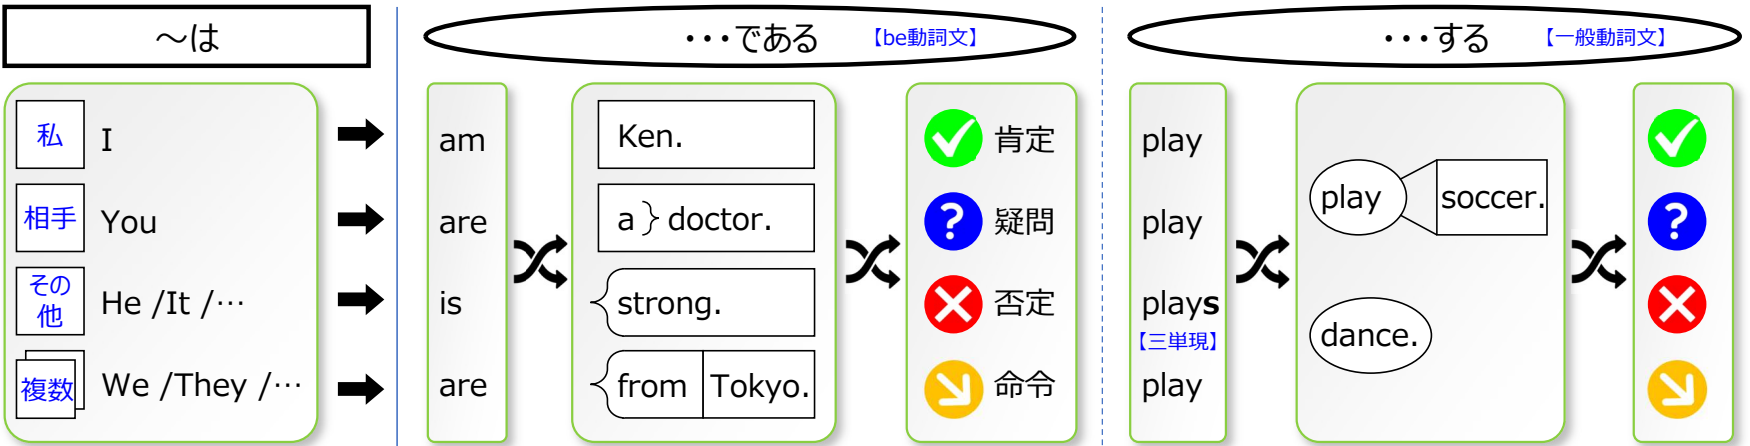 ～は
・・・である 【be動詞文】
・・・する 【一般動詞文】
私 I
相手 You
その
他 He /It /…
複数 We /They /…
am
are
is
are
Ken.
a } doctor.
strong.
from Tokyo.
肯定
疑問
否定
命令
play
play
plays
【三単現】
play
play soccer.
dance.